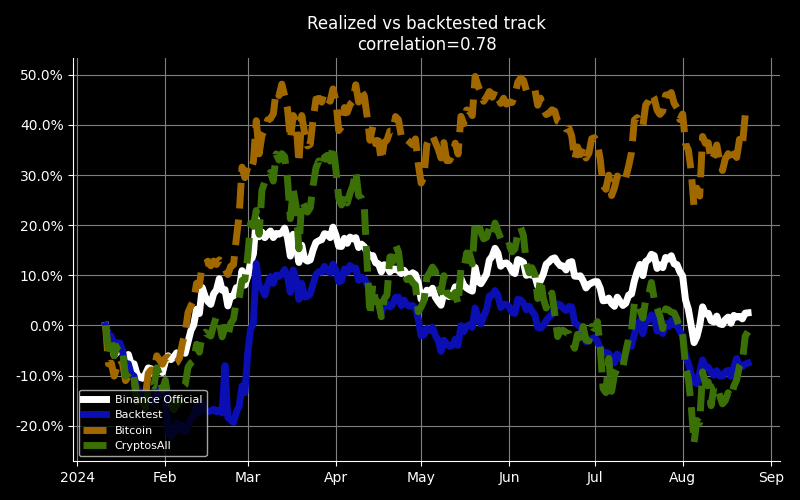 Realized vs backtested track
correlation=0.78
50.0%
40.0%
30.0%
20.0%
10.0%
0.0%
-10.0%
-20.0%
Binance Official
Backtest
Bitcoin
CryptosAll
2024 Feb Mar Apr May Jun Jul Aug Sep